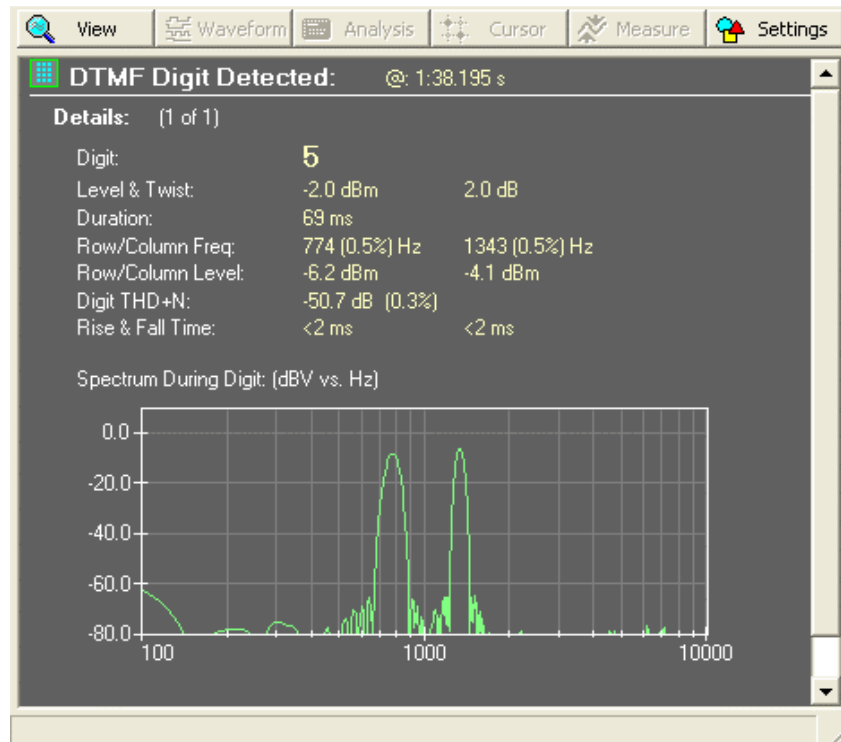 View Waveform Analysis Cursor Measure Settings
DTMF Digit Detected: @: 1:38.195 s
Details: (1 of 1)
Digit: 5
Level & Twist: -2.0 dBm 2.0 dB
Duration: 69 ms
Row/Column Freq: 774 (0.5%) Hz 1343 (0.5%) Hz
Row/Column Level: -6.2 dBm -4.1 dBm
Digit THD+N: -50.7 dB (0.3%)
Rise & Fall Time: <2 ms <2 ms
Spectrum During Digit: (dBV vs. Hz)
0.0
-20.0
-40.0
-60.0
-80.0
100 1000 10000